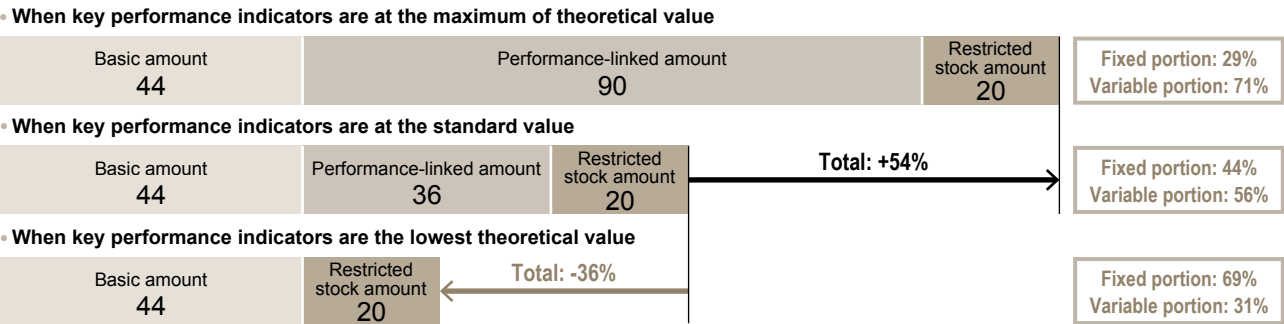 • When key performance indicators are at the maximum of theoretical value
Basic amount
44
Performance-linked amount
90
Restricted
stock amount
20
Fixed portion: 29%
Variable portion: 71%
• When key performance indicators are at the standard value
Basic amount
44
Performance-linked amount
36
Restricted
stock amount
20
Total: +54%
Fixed portion: 44%
Variable portion: 56%
• When key performance indicators are the lowest theoretical value
Basic amount
44
Restricted
stock amount
20
Total: -36%
Fixed portion: 69%
Variable portion: 31%